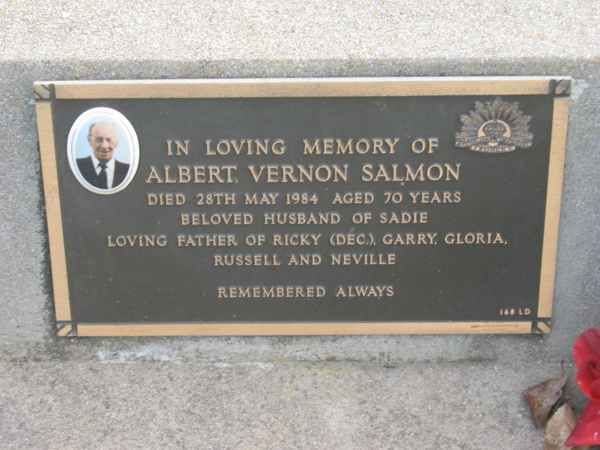 IN LOVING MEMORY OF
ALBERT VERNON SALMON
DIED 28TH MAY 1984 AGED 70 YEARS
BELOVED HUSBAND OF SADIE
LOVING FATHER OF RICKY (DEC.), GARRY, GLORIA,
RUSSELL AND NEVILLE
REMEMBERED ALWAYS
168 LD